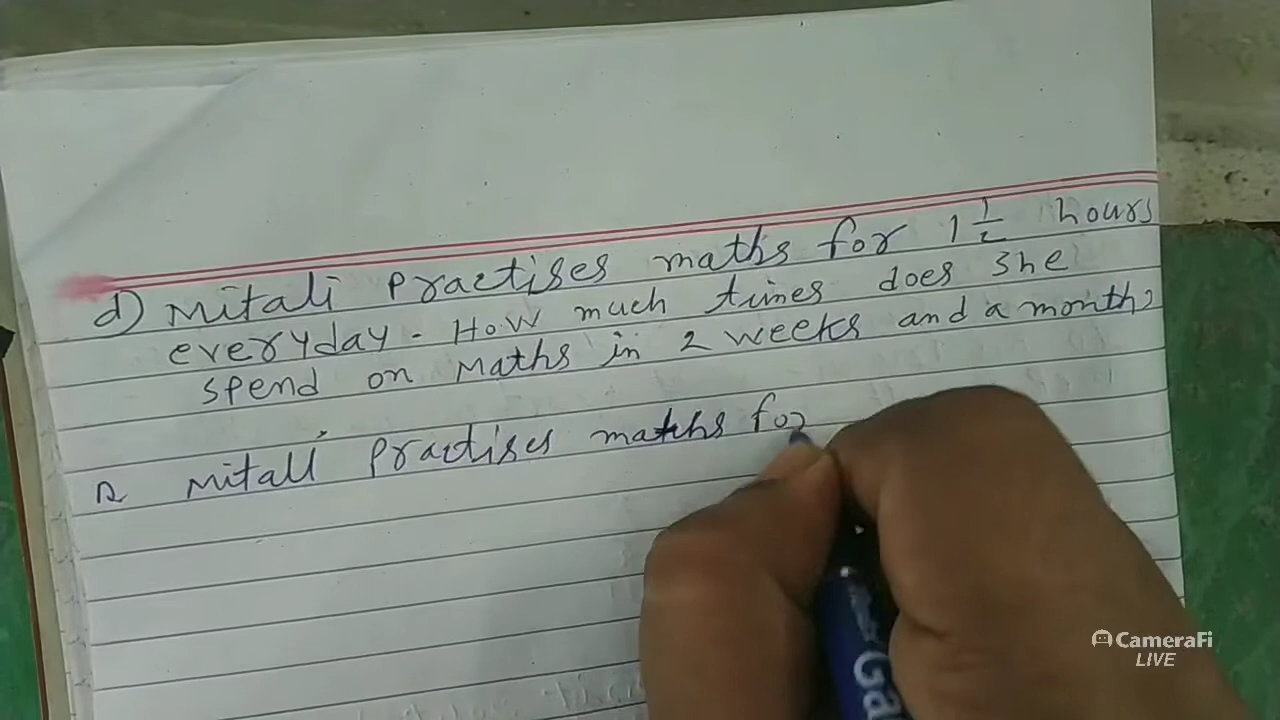 d) Mitali Practises maths for 1 1/2 hours
everyday. How much times does she
spend on Maths in 2 weeks and a month?
Mitali Practises maths for
Ga
CameraFi
LIVE